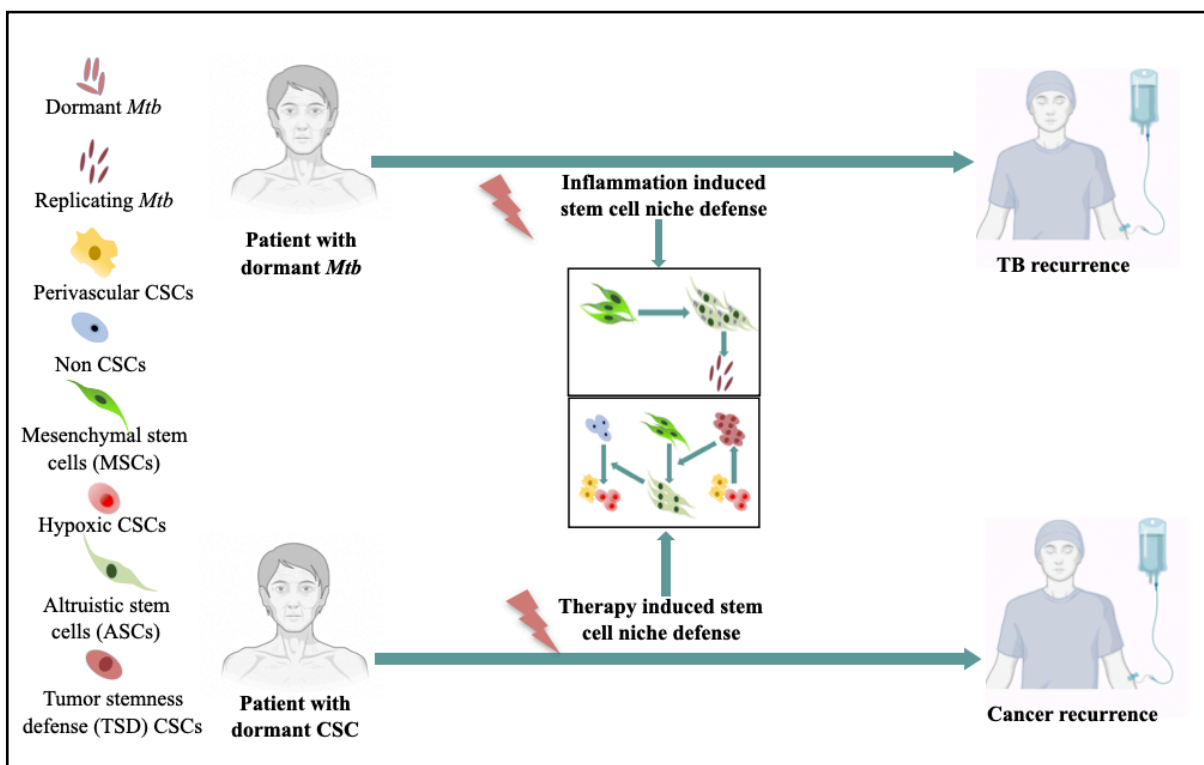 Dormant Mtb
Replicating Mtb
Perivascular CSCs
Non CSCs
Mesenchymal stem
cells (MSCs)
Hypoxic CSCs
Altruistic stem
cells (ASCs)
Tumor stemness
defense (TSD) CSCs
Patient with
dormant Mtb
Inflammation induced
stem cell niche defense
TB recurrence
Patient with
dormant CSC
Therapy induced stem
cell niche defense
Cancer recurrence